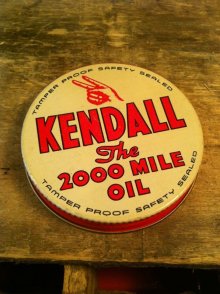 TAMPER PROOF SAFETY SEALED
KENDALL
The
2000 MILE
OIL
TAMPER PROOF SAFETY SEALED